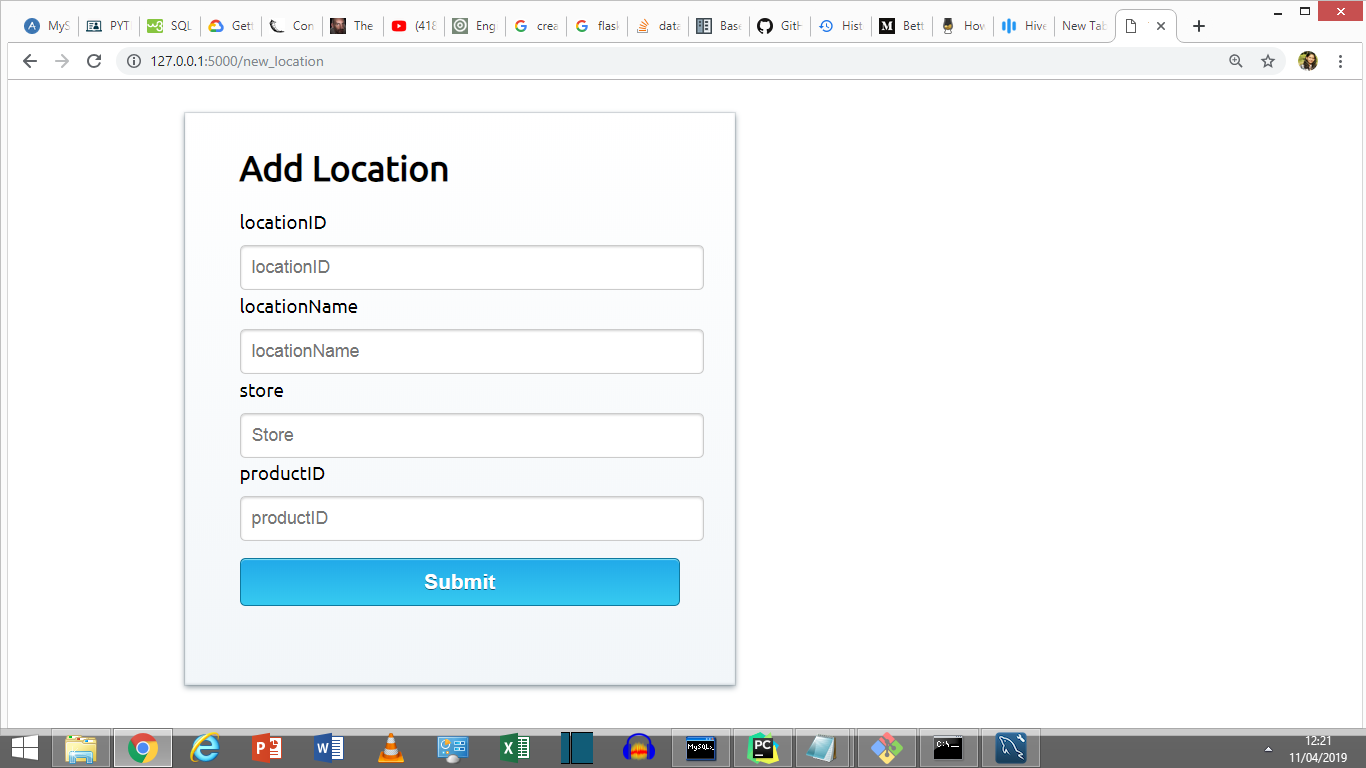 MyS PYT SQL Gett Con The (418 Eng crea flask data Base GitH Hist Bett How Hive New Tab
127.0.0.1:5000/new_location
Add Location
locationID
locationID
locationName
locationName
store
Store
productID
productID
Submit
12:21
11/04/2019